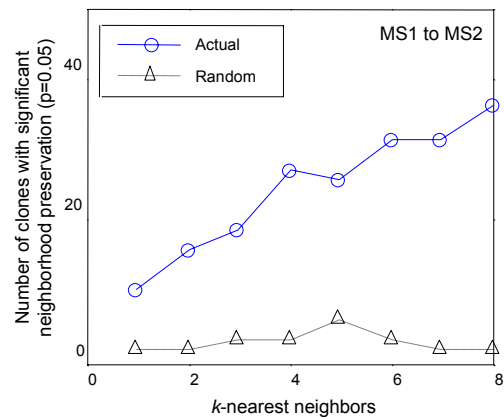 MS1 to MS2
Actual
Random
Number of clones with significant
neighborhood preservation (p=0.05)
40
20
0
0 2 4 6 8
k-nearest neighbors